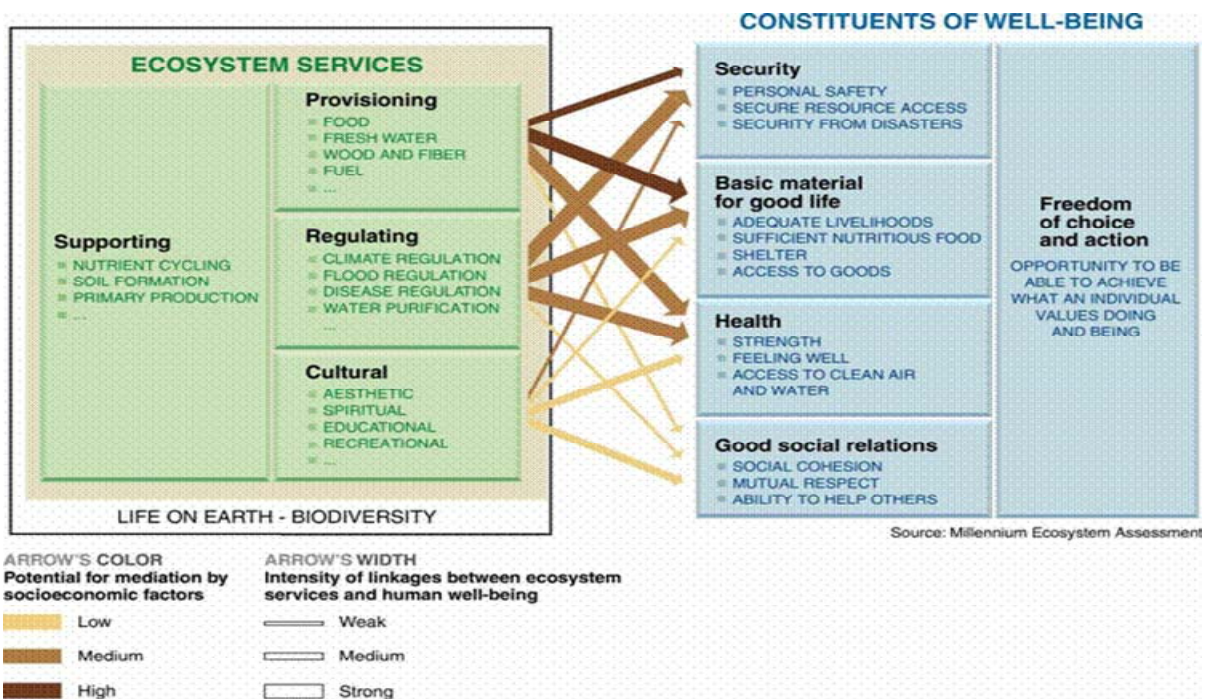 CONSTITUENTS OF WELL-BEING
ECOSYSTEM SERVICES
Supporting
NUTRIENT CYCLING
SOIL FORMATION
PRIMARY PRODUCTION
...
Provisioning
FOOD
FRESH WATER
WOOD AND FIBER
FUEL
...
Regulating
CLIMATE REGULATION
FLOOD REGULATION
DISEASE REGULATION
WATER PURIFICATION
...
Cultural
AESTHETIC
SPIRITUAL
EDUCATIONAL
RECREATIONAL
...
LIFE ON EARTH - BIODIVERSITY
Security
PERSONAL SAFETY
SECURE RESOURCE ACCESS
SECURITY FROM DISASTERS
Basic material
for good life
ADEQUATE LIVELIHOODS
SUFFICIENT NUTRITIOUS FOOD
SHELTER
ACCESS TO GOODS
Health
STRENGTH
FEELING WELL
ACCESS TO CLEAN AIR
AND WATER
Good social relations
SOCIAL COHESION
MUTUAL RESPECT
ABILITY TO HELP OTHERS
Freedom
of choice
and action
OPPORTUNITY TO BE
ABLE TO ACHIEVE
WHAT AN INDIVIDUAL
VALUES DOING
AND BEING
Source: Millennium Ecosystem Assessment
ARROW'S COLOR
Potential for mediation by
socioeconomic factors
Low
Medium
High
ARROW'S WIDTH
Intensity of linkages between ecosystem
services and human well-being
Weak
Medium
Strong